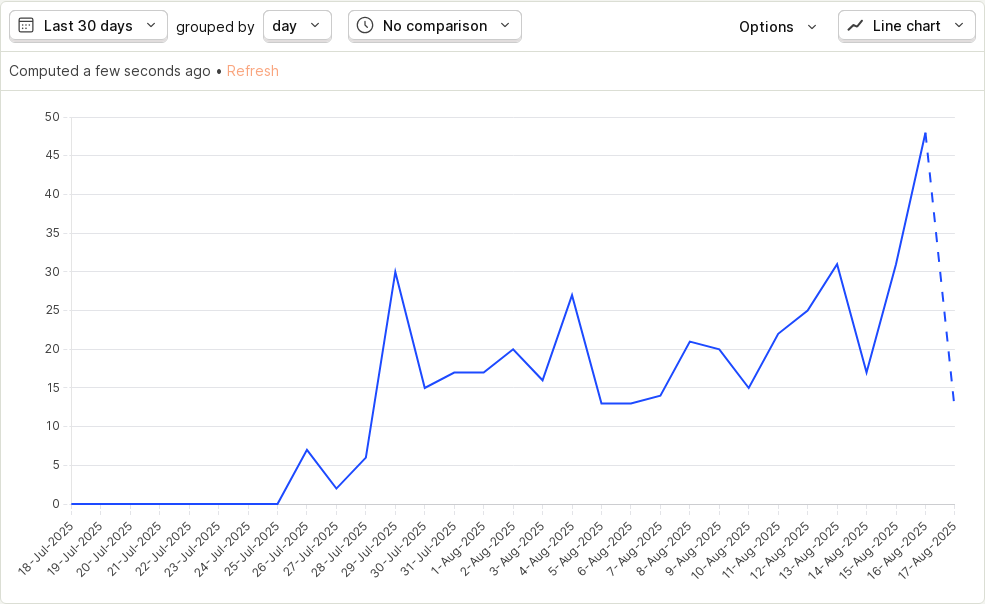 Last 30 days grouped by day No comparison Options Line chart
Computed a few seconds ago • Refresh
50
45
40
35
30
25
20
15
10
5
0
18-Jul-2025
19-Jul-2025
20-Jul-2025
21-Jul-2025
22-Jul-2025
23-Jul-2025
24-Jul-2025
25-Jul-2025
26-Jul-2025
27-Jul-2025
28-Jul-2025
29-Jul-2025
30-Jul-2025
31-Jul-2025
1-Aug-2025
2-Aug-2025
3-Aug-2025
4-Aug-2025
5-Aug-2025
6-Aug-2025
7-Aug-2025
8-Aug-2025
9-Aug-2025
10-Aug-2025
11-Aug-2025
12-Aug-2025
13-Aug-2025
14-Aug-2025
15-Aug-2025
16-Aug-2025
17-Aug-2025